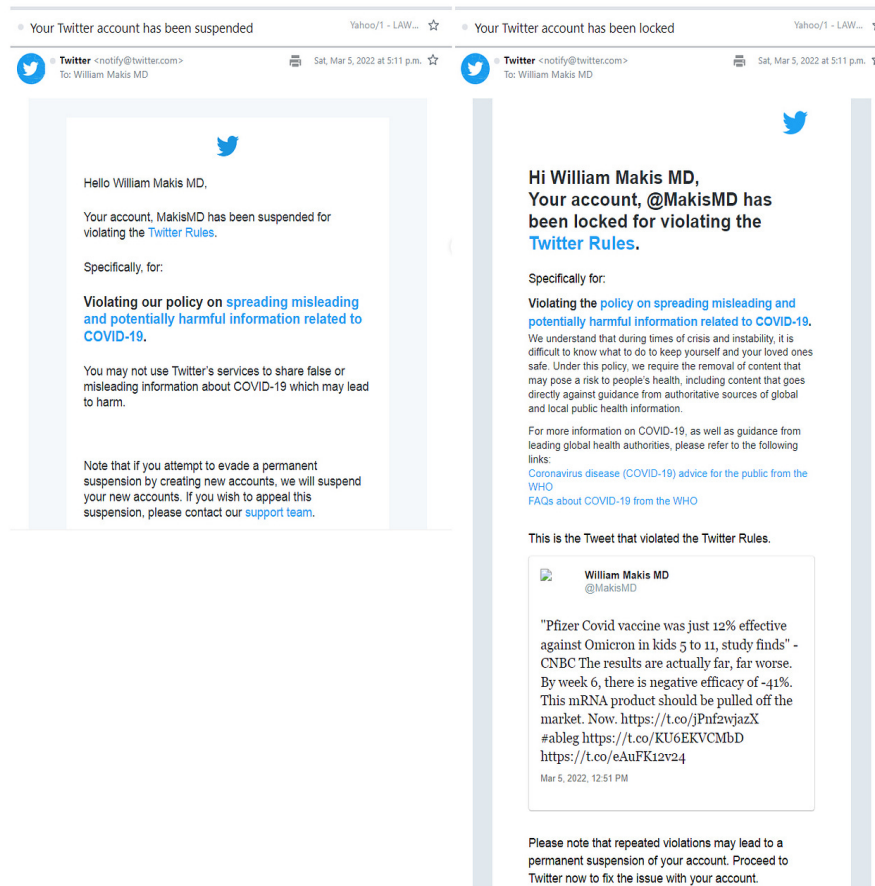 Your Twitter account has been suspended
Yahoo/1 - LAW...
Twitter <notify@twitter.com>
Sat, Mar 5, 2022 at 5:11 p.m.
To: William Makis MD
Hello William Makis MD,
Your account, MakisMD has been suspended for
violating the Twitter Rules.
Specifically, for:
Violating our policy on spreading misleading
and potentially harmful information related to
COVID-19.
You may not use Twitter's services to share false or
misleading information about COVID-19 which may lead
to harm.
Note that if you attempt to evade a permanent
suspension by creating new accounts, we will suspend
your new accounts. If you wish to appeal this
suspension, please contact our support team.
Your Twitter account has been locked
Yahoo/1 - LAW...
Twitter <notify@twitter.com>
Sat, Mar 5, 2022 at 5:11 p.m.
To: William Makis MD
Hi William Makis MD,
Your account, @MakisMD has
been locked for violating the
Twitter Rules.
Specifically for:
Violating the policy on spreading misleading and
potentially harmful information related to COVID-19.
We understand that during times of crisis and instability, it is
difficult to know what to do to keep yourself and your loved ones
safe. Under this policy, we require the removal of content that
may pose a risk to people's health, including content that goes
directly against guidance from authoritative sources of global
and local public health information.
For more information on COVID-19, as well as guidance from
leading global health authorities, please refer to the following
links:
Coronavirus disease (COVID-19) advice for the public from the
WHO
FAQs about COVID-19 from the WHO
This is the Tweet that violated the Twitter Rules.
William Makis MD
@MakisMD
"Pfizer Covid vaccine was just 12% effective
against Omicron in kids 5 to 11, study finds" -
CNBC The results are actually far, far worse.
By week 6, there is negative efficacy of -41%.
This mRNA product should be pulled off the
market. Now. https://t.co/jPnf2wjazX
#ableg https://t.co/KU6EKVCMbD
https://t.co/eAuFK12v24
Mar 5, 2022, 12:51 PM
Please note that repeated violations may lead to a
permanent suspension of your account. Proceed to
Twitter now to fix the issue with your account.